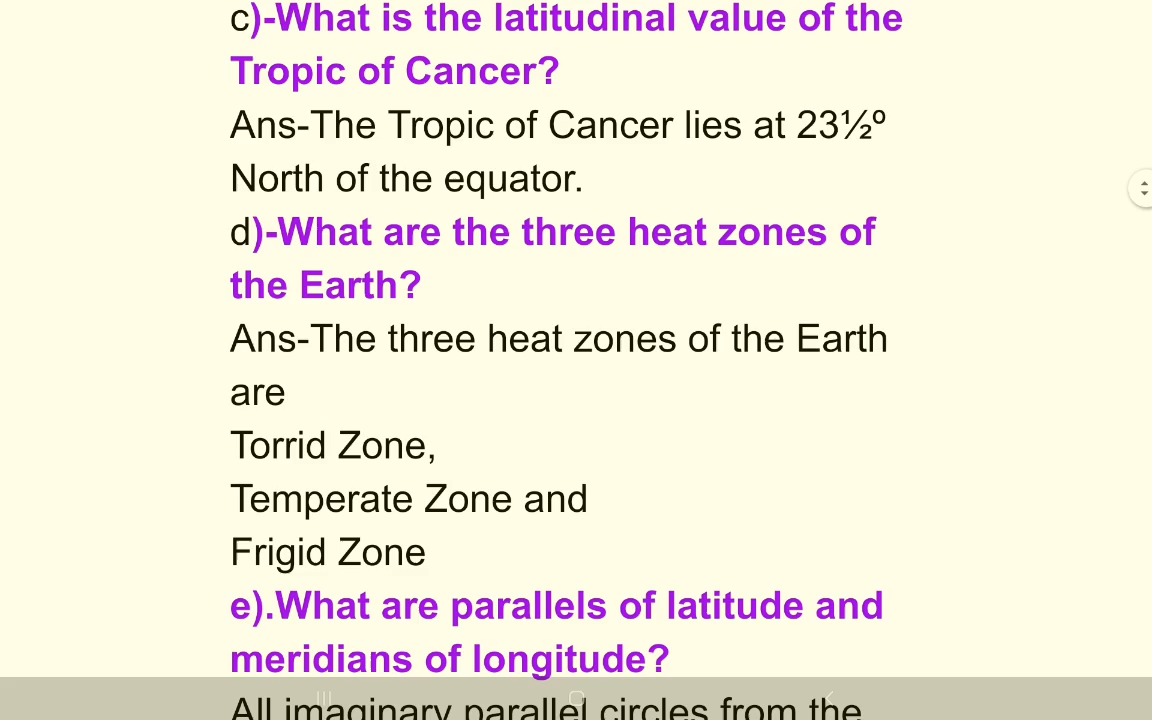 c)-What is the latitudinal value of the
Tropic of Cancer?
Ans-The Tropic of Cancer lies at 23½º
North of the equator.
d)-What are the three heat zones of
the Earth?
Ans-The three heat zones of the Earth
are
Torrid Zone,
Temperate Zone and
Frigid Zone
e).What are parallels of latitude and
meridians of longitude?
All imaginary parallel circles from the